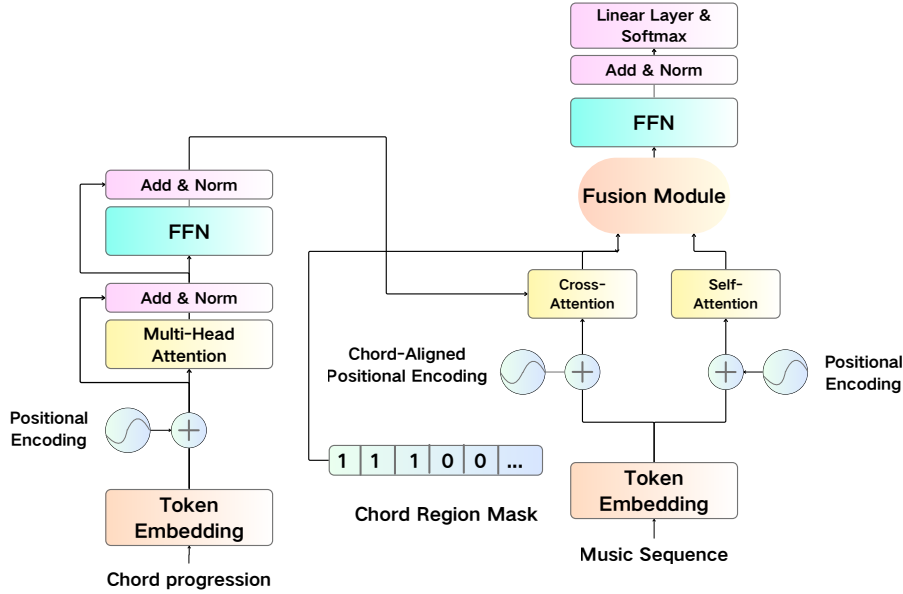 Linear Layer &
Softmax
Add & Norm
FFN
Fusion Module
Cross-
Attention
Self-
Attention
Chord-Aligned
Positional Encoding
Positional
Encoding
1 1 1 0 0 ...
Chord Region Mask
Token
Embedding
Music Sequence
Add & Norm
FFN
Add & Norm
Multi-Head
Attention
Positional
Encoding
Token
Embedding
Chord progression